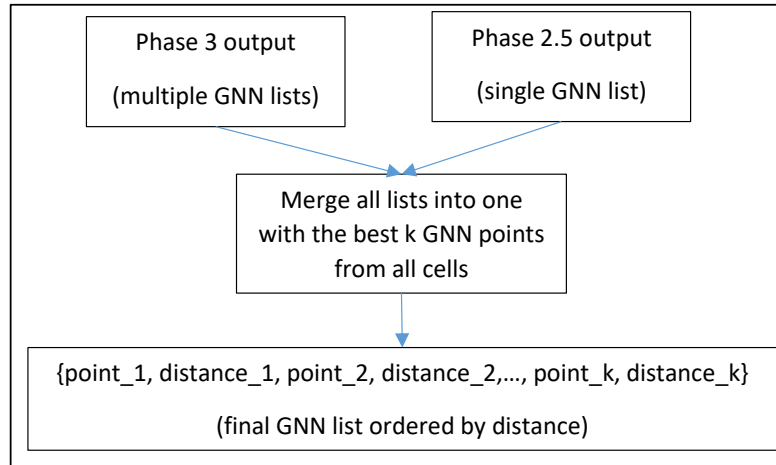 Phase 3 output
(multiple GNN lists)
Phase 2.5 output
(single GNN list)
Merge all lists into one
with the best k GNN points
from all cells
{point_1, distance_1, point_2, distance_2,…, point_k, distance_k}
(final GNN list ordered by distance)